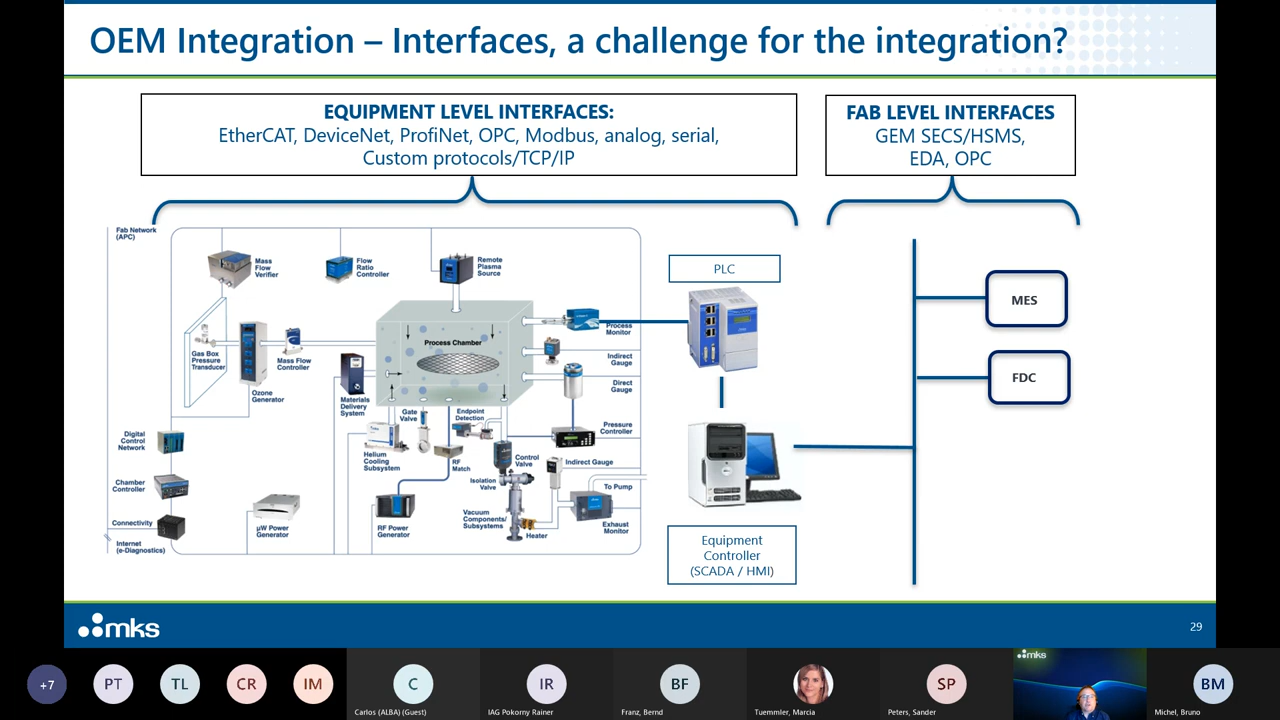 OEM Integration – Interfaces, a challenge for the integration?
EQUIPMENT LEVEL INTERFACES:
EtherCAT, DeviceNet, ProfiNet, OPC, Modbus, analog, serial,
Custom protocols/TCP/IP
FAB LEVEL INTERFACES
GEM SECS/HSMS,
EDA, OPC
Fab Network
(APC)
Mass
Flow
Verifier
Flow
Ratio
Controller
Remote
Plasma
Source
PLC
MES
Process
Monitor
Process Chamber
Gas Box
Pressure
Transducer
Mass Flow
Controller
Indirect
Gauge
Direct
Gauge
FDC
Ozone
Generator
Materials
Delivery
System
Gate
Valve
Endpoint
Detection
Pressure
Controller
Digital
Control
Network
Helium
Cooling
Subsystem
RF
Match
Control
Valve
Indirect Gauge
Isolation
Valve
To Pump
Chamber
Controller
Vacuum
Components/
Subsystems
Exhaust
Monitor
Heater
Connectivity
µW Power
Generator
RF Power
Generator
Internet
(e-Diagnostics)
Equipment
Controller
(SCADA / HMI)
mks
29
+7
PT
TL
CR
IM
C
Carlos (ALBA) (Guest)
IR
IAG Pokorny Rainer
BF
Franz, Bernd
Tuemmler, Marcia
SP
Peters, Sander
mks
BM
Michel, Bruno